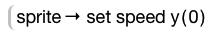 sprite → set speed y(0)